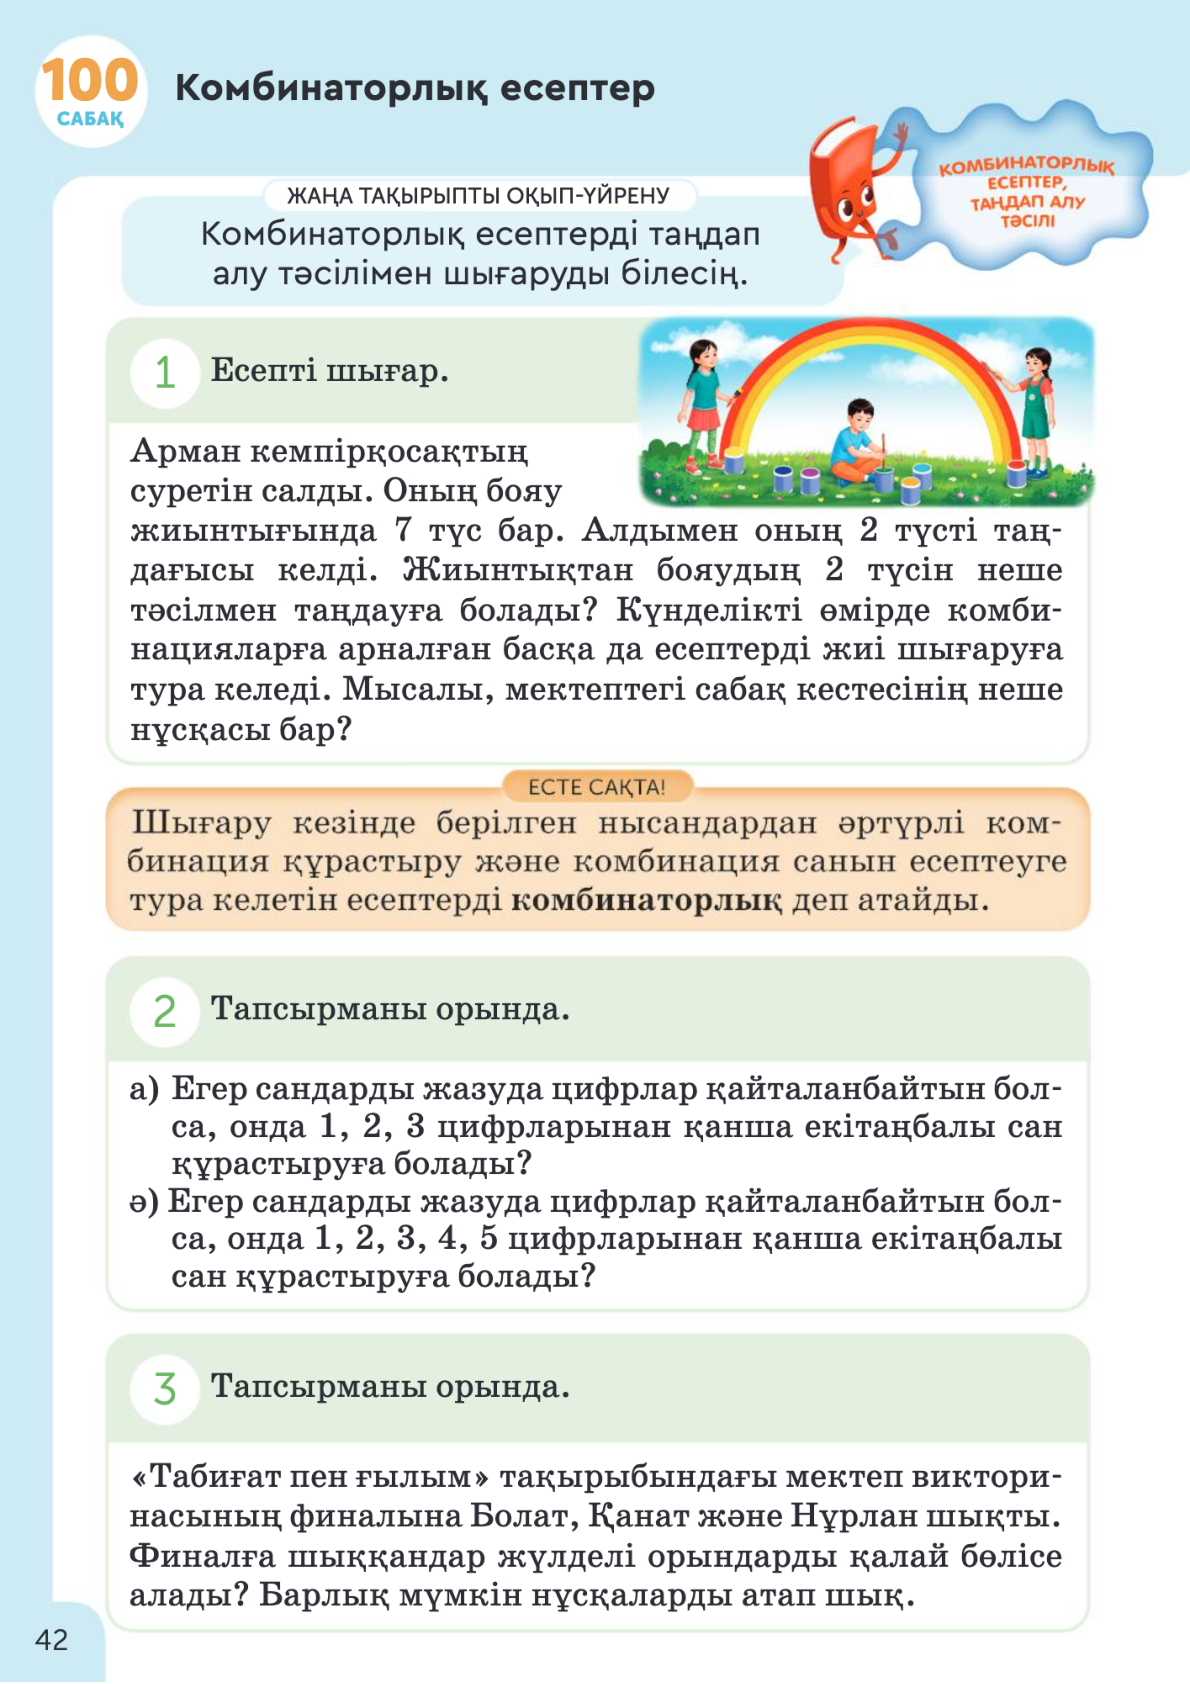 100
САБАҚ
Комбинаторлық есептер
КОМБИНАТОРЛЫҚ
ЕСЕПТЕР,
ТАҢДАП АЛУ
ТӘСІЛІ
ЖАҢА ТАҚЫРЫПТЫ ОҚЫП-ҮЙРЕНУ
Комбинаторлық есептерді таңдап
алу тәсілімен шығаруды білесің.
1 Есепті шығар.
Арман кемпірқосақтың
суретін салды. Оның бояу
жиынтығында 7 түс бар. Алдымен оның 2 түсті таң-
дағысы келді. Жиынтықтан бояудың 2 түсін неше
тәсілмен таңдауға болады? Күнделікті өмірде комби-
нацияларға арналған басқа да есептерді жиі шығаруға
тура келеді. Мысалы, мектептегі сабақ кестесінің неше
нұсқасы бар?
ЕСТЕ САҚТА!
Шығару кезінде берілген нысандардан әртүрлі ком-
бинация құрастыру және комбинация санын есептеуге
тура келетін есептерді комбинаторлық деп атайды.
2 Тапсырманы орында.
а) Егер сандарды жазуда цифрлар қайталанбайтын бол-
са, онда 1, 2, 3 цифрларынан қанша екітаңбалы сан
құрастыруға болады?
ә) Егер сандарды жазуда цифрлар қайталанбайтын бол-
са, онда 1, 2, 3, 4, 5 цифрларынан қанша екітаңбалы
сан құрастыруға болады?
3 Тапсырманы орында.
«Табиғат пен ғылым» тақырыбындағы мектеп виктори-
насының финалына Болат, Қанат және Нұрлан шықты.
Финалға шыққандар жүлделі орындарды қалай бөлісе
алады? Барлық мүмкін нұсқаларды атап шық.
42